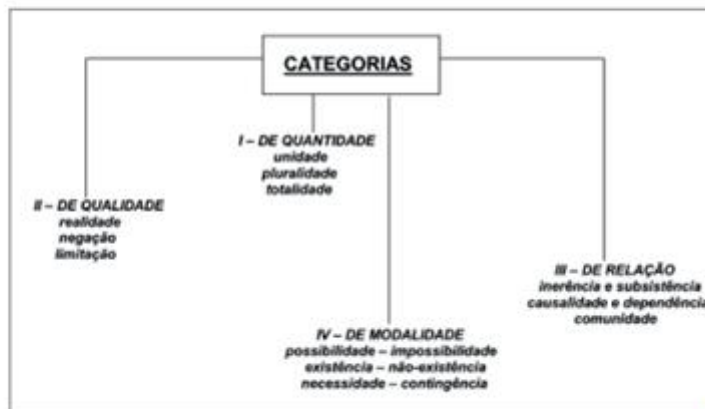 CATEGORIAS
I – DE QUANTIDADE
unidade
pluralidade
totalidade
II – DE QUALIDADE
realidade
negação
limitação
III – DE RELAÇÃO
inerência e subsistência
causalidade e dependência
comunidade
IV – DE MODALIDADE
possibilidade – impossibilidade
existência – não-existência
necessidade – contingência